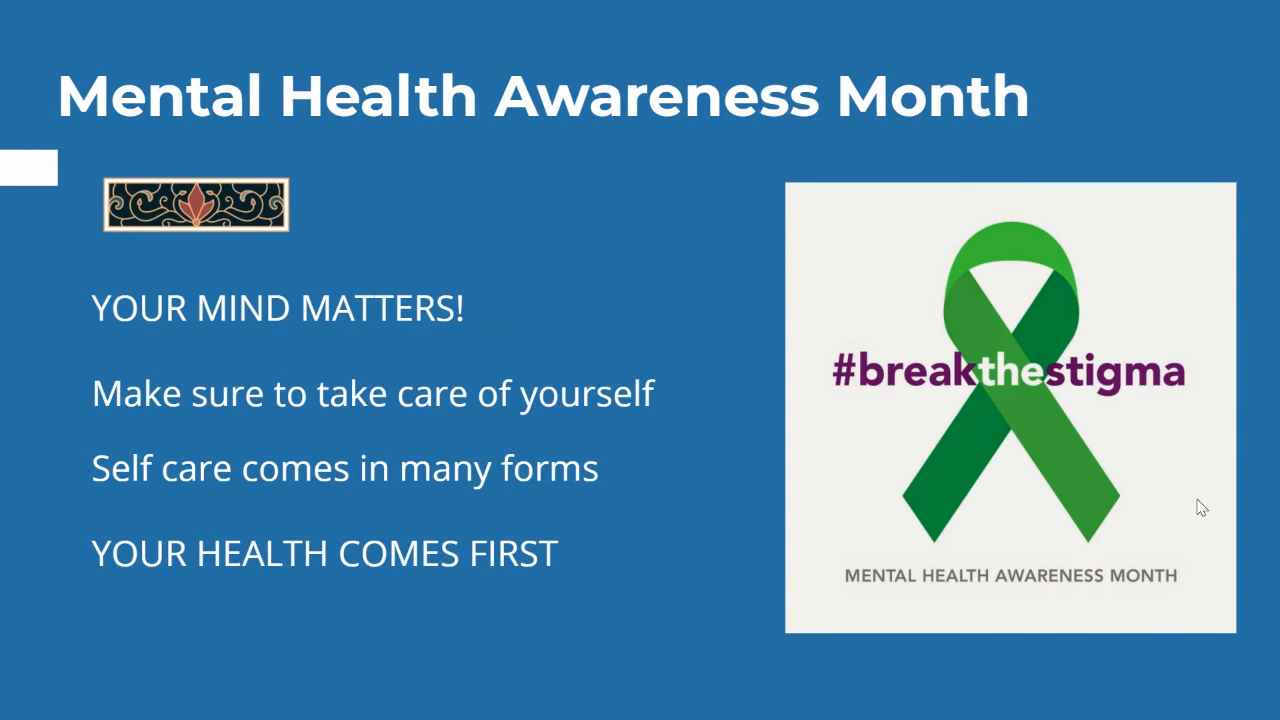 Mental Health Awareness Month
YOUR MIND MATTERS!
Make sure to take care of yourself
Self care comes in many forms
YOUR HEALTH COMES FIRST
#breakthestigma
MENTAL HEALTH AWARENESS MONTH